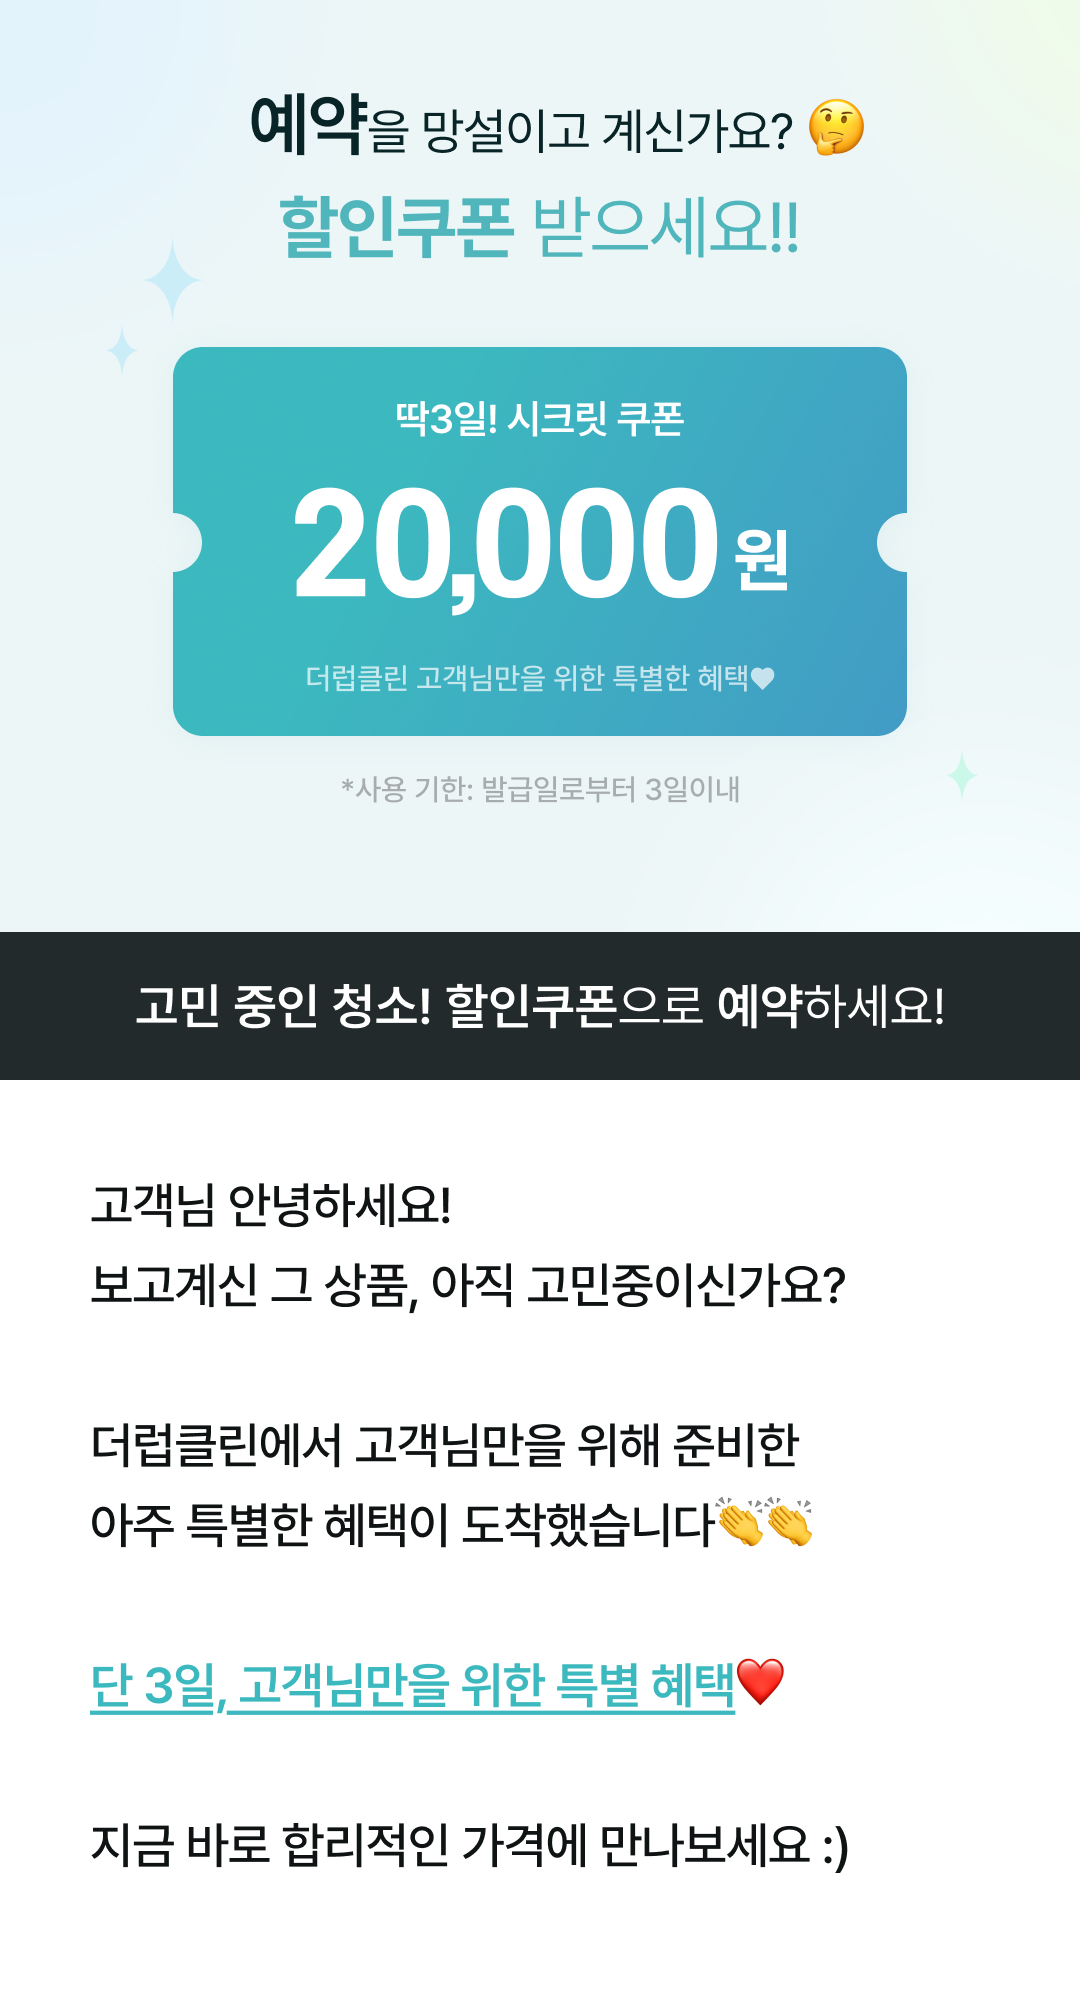 예약을 망설이고 계신가요? 🤔
할인쿠폰 받으세요!!
딱3일! 시크릿 쿠폰
20,000 원
더럽클린 고객님만을 위한 특별한 혜택♥
*사용 기한: 발급일로부터 3일이내
고민 중인 청소! 할인쿠폰으로 예약하세요!
고객님 안녕하세요!
보고계신 그 상품, 아직 고민중이신가요?
더럽클린에서 고객님만을 위해 준비한
아주 특별한 혜택이 도착했습니다👏👏
단 3일, 고객님만을 위한 특별 혜택❤️
지금 바로 합리적인 가격에 만나보세요 :)